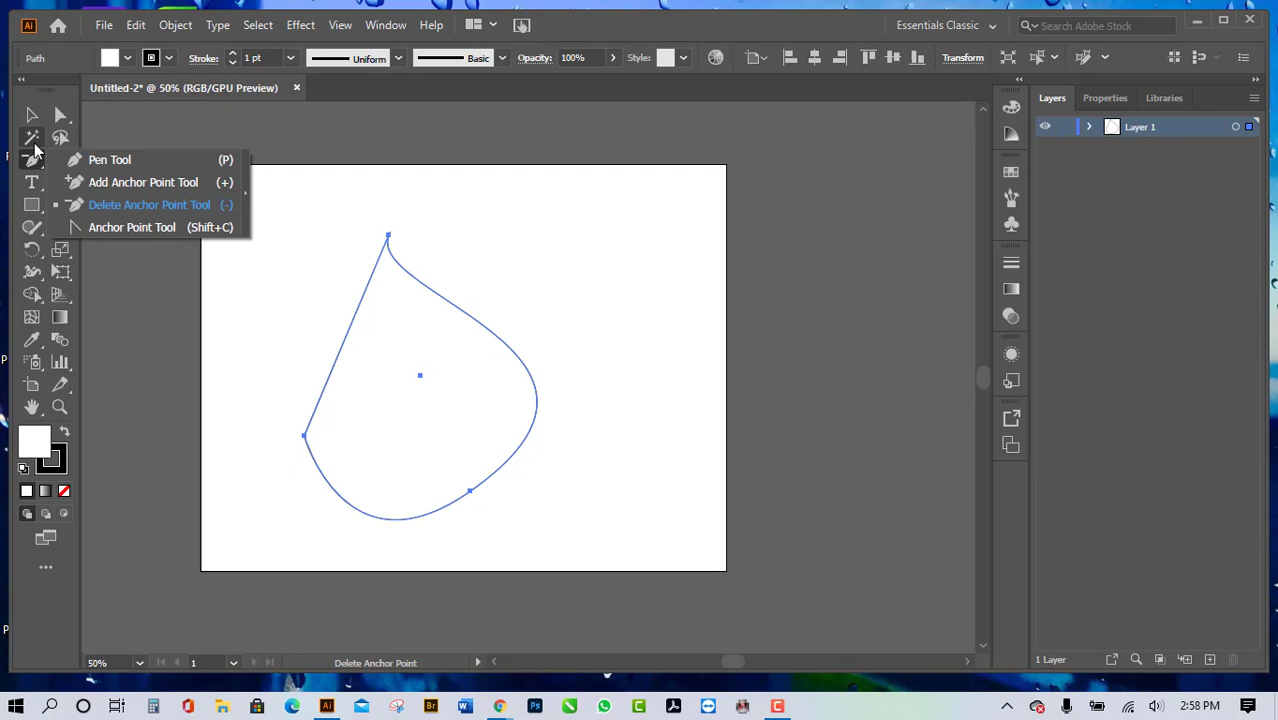 Ai File Edit Object Type Select Effect View Window Help Essentials Classic Search Adobe Stock
Path Stroke: 1 pt Uniform Basic Opacity: 100% Style: Transform
Untitled-2* @ 50% (RGB/GPU Preview)
Layers Properties Libraries
Layer 1
Pen Tool (P)
Add Anchor Point Tool (+)
Delete Anchor Point Tool (-)
Anchor Point Tool (Shift+C)
T
50% 1 Delete Anchor Point 1 Layer
Ai Br W Ps C C 2:58 PM